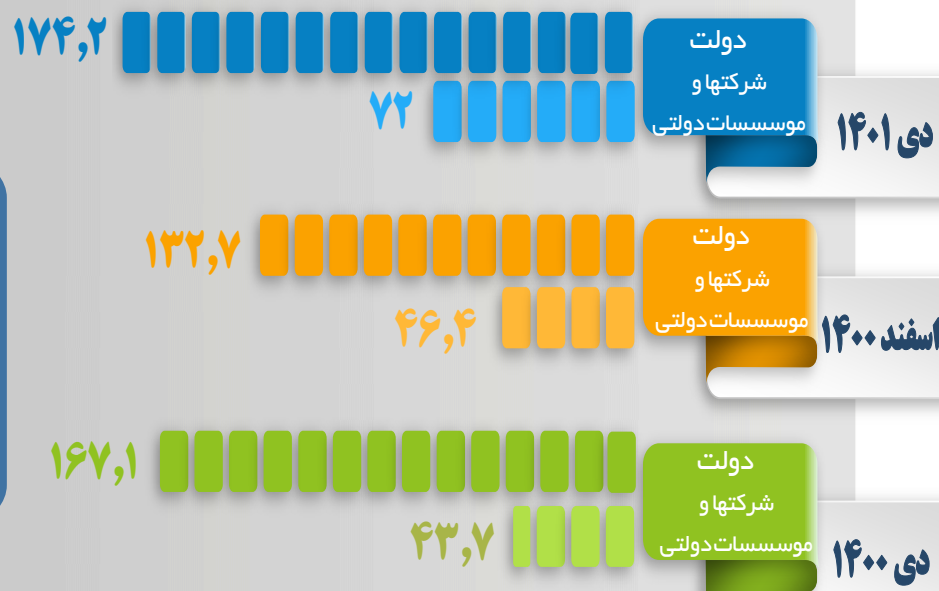 دی ۱۴۰۱
دولت
۱۷۴,۲
شرکتها و
موسسسات دولتی
۷۲
اسفند ۱۴۰۰
دولت
۱۳۲,۷
شرکتها و
موسسسات دولتی
۴۶,۴
دی ۱۴۰۰
دولت
۱۶۷,۱
شرکتها و
موسسسات دولتی
۴۳,۷